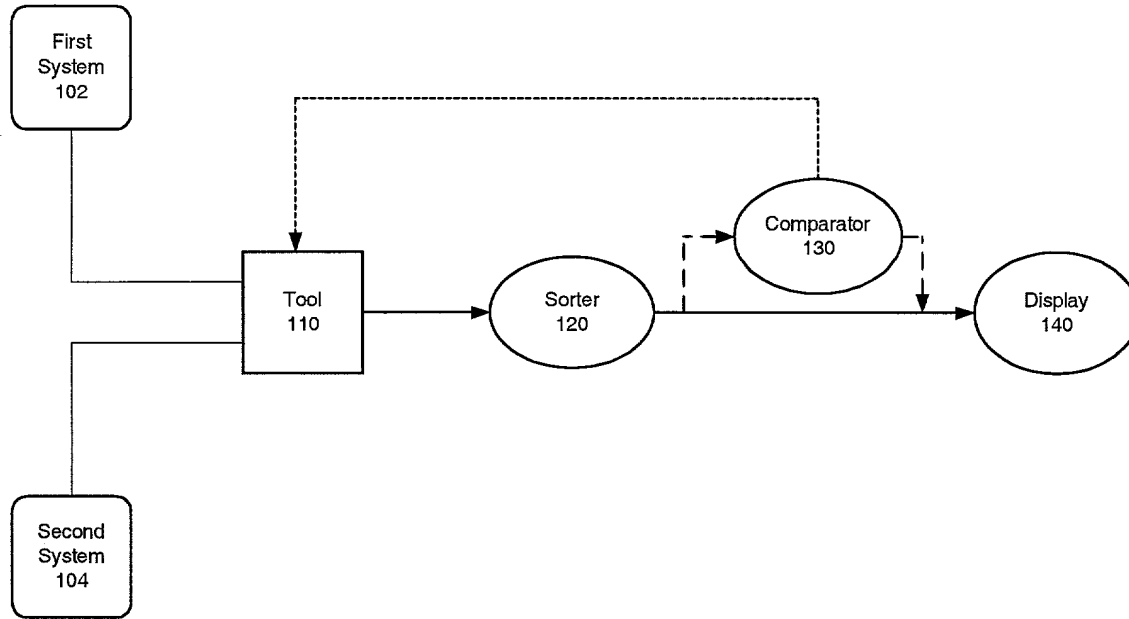 First
System
102
Comparator
130
Tool
110
Sorter
120
Display
140
Second
System
104